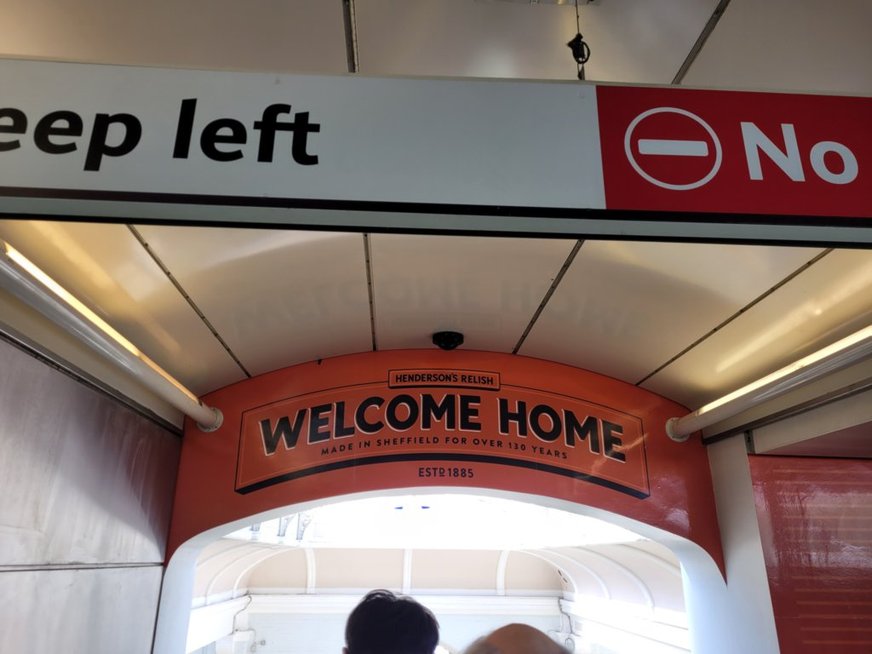 eep left
No
HENDERSON'S RELISH
WELCOME HOME
MADE IN SHEFFIELD FOR OVER 130 YEARS
ESTD 1885